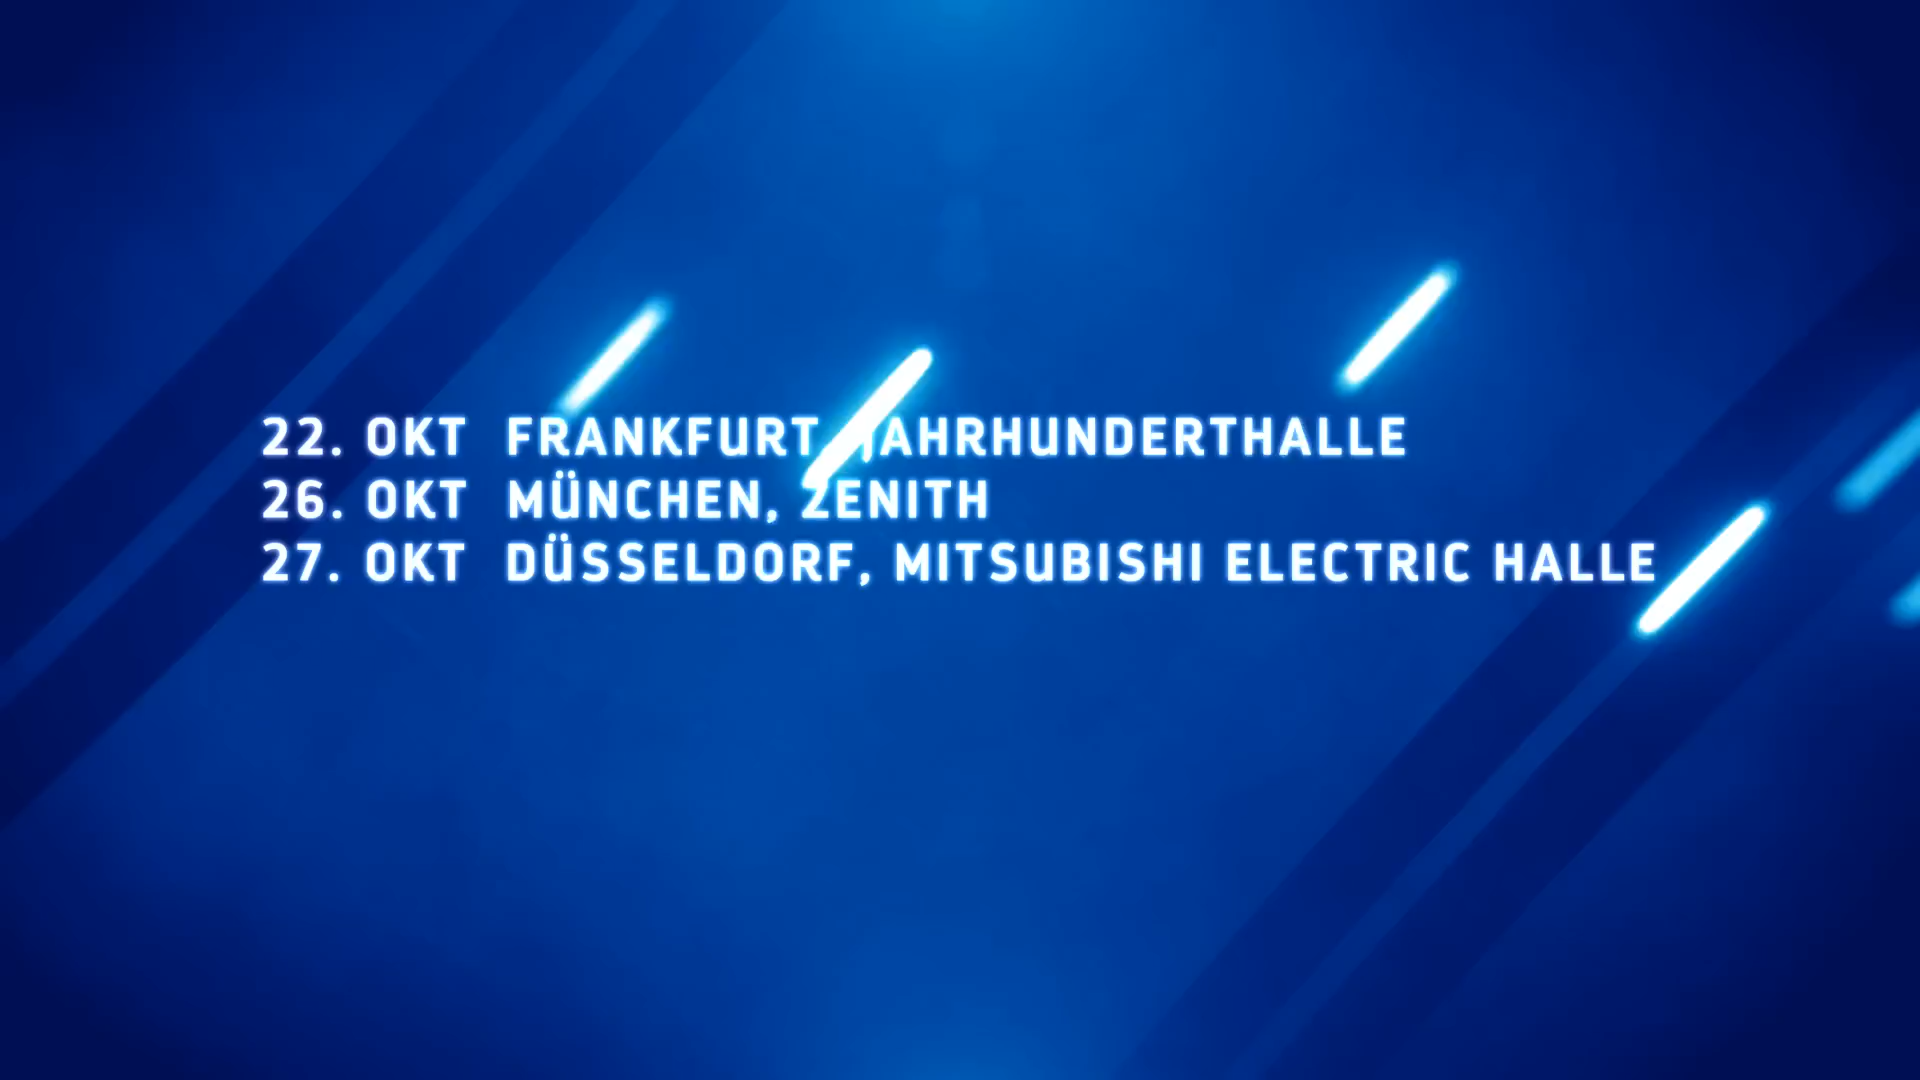 22. OKT FRANKFURT, JAHRHUNDERTHALLE
26. OKT MÜNCHEN, ZENITH
27. OKT DÜSSELDORF, MITSUBISHI ELECTRIC HALLE